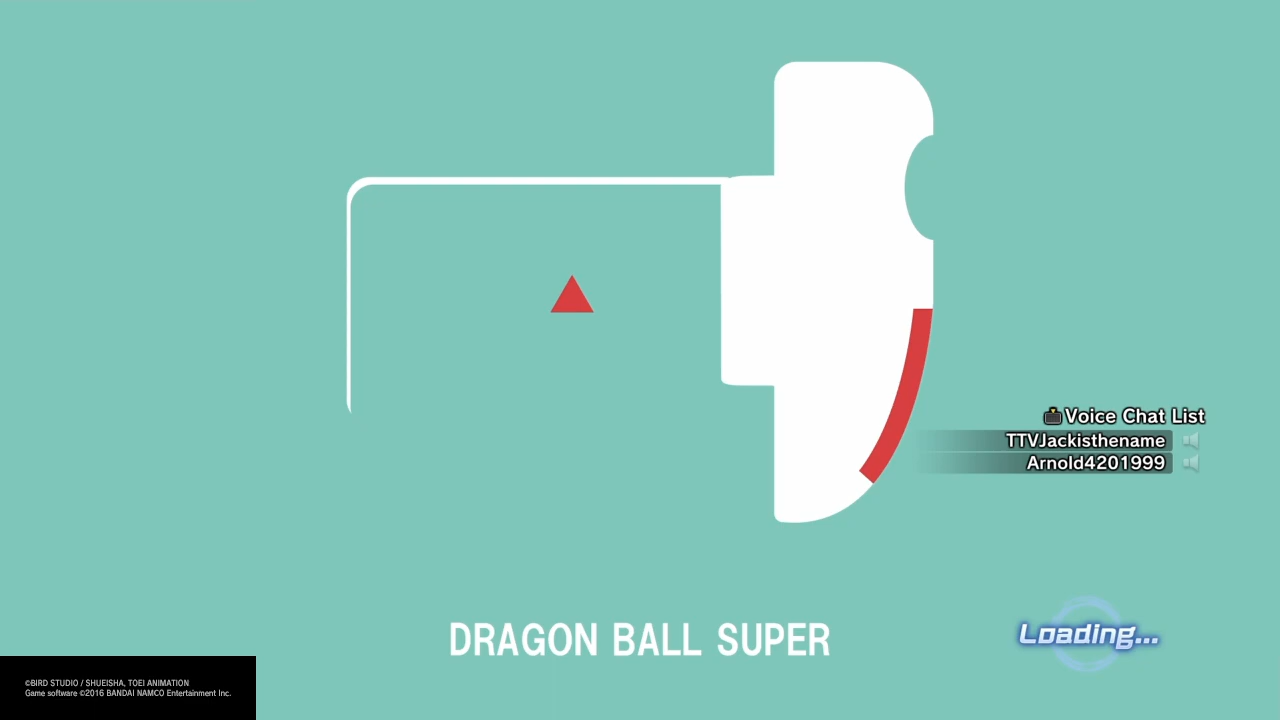 Voice Chat List
TTVJackisthename
Arnold4201999
DRAGON BALL SUPER
Loading...
©BIRD STUDIO / SHUEISHA, TOEI ANIMATION
Game software ©2016 BANDAI NAMCO Entertainment Inc.